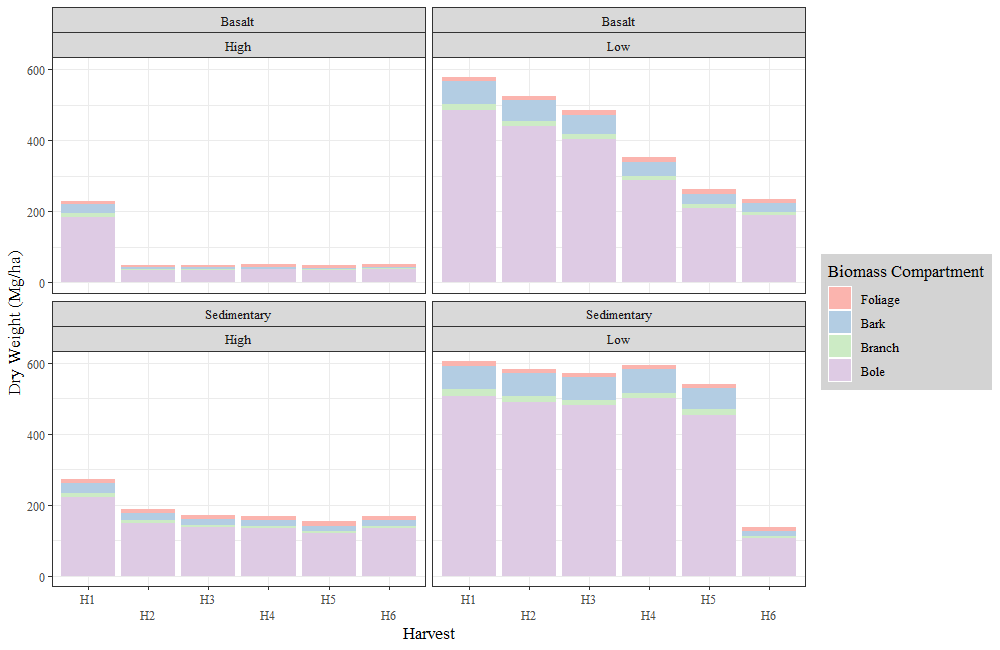 Basalt
High
Basalt
Low
600
400
200
0
Sedimentary
High
Sedimentary
Low
600
400
200
0
H1
H2
H3
H4
H5
H6
H1
H2
H3
H4
H5
H6
Harvest
Dry Weight (Mg/ha)
Biomass Compartment
Foliage
Bark
Branch
Bole